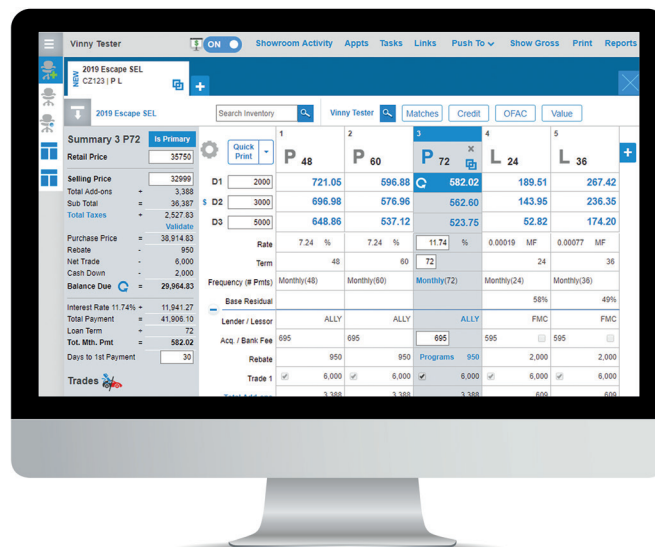 Vinny Tester $ ON Showroom Activity Appts Tasks Links Push To Show Gross Print Reports
NEW 2019 Escape SEL
CZ123 | P L
+
2019 Escape SEL Search Inventory Vinny Tester Matches Credit OFAC Value
Summary 3 P72 Is Primary
Quick Print
1 P 48
2 P 60
3 P 72 ×
4 L 24
5 L 36
+
Retail Price 35750
Selling Price 32999
Total Add-ons + 3,388
Sub Total = 36,387
Total Taxes + 2,527.83
Validate
Purchase Price = 38,914.83
Rebate - 950
Net Trade - 6,000
Cash Down - 2,000
Balance Due = 29,964.83
Interest Rate 11.74% + 11,941.27
Total Payment = 41,906.10
Loan Term ÷ 72
Tot. Mth. Pmt = 582.02
Days to 1st Payment 30
Trades
D1 2000 721.05 596.88 582.02 189.51 267.42
$ D2 3000 696.98 576.96 562.60 143.95 236.35
D3 5000 648.86 537.12 523.75 52.82 174.20
Rate 7.24 % 7.24 % 11.74 % 0.00019 MF 0.00077 MF
Term 48 60 72 24 36
Frequency (# Pmts) Monthly(48) Monthly(60) Monthly(72) Monthly(24) Monthly(36)
Base Residual 58% 49%
Lender / Lessor ALLY ALLY ALLY FMC FMC
Acq. / Bank Fee 695 695 695 595 595
Rebate 950 950 Programs 950 2,000 2,000
Trade 1 6,000 6,000 6,000 6,000 6,000
Total Add-ons 3,388 3,388 3,388 609 609